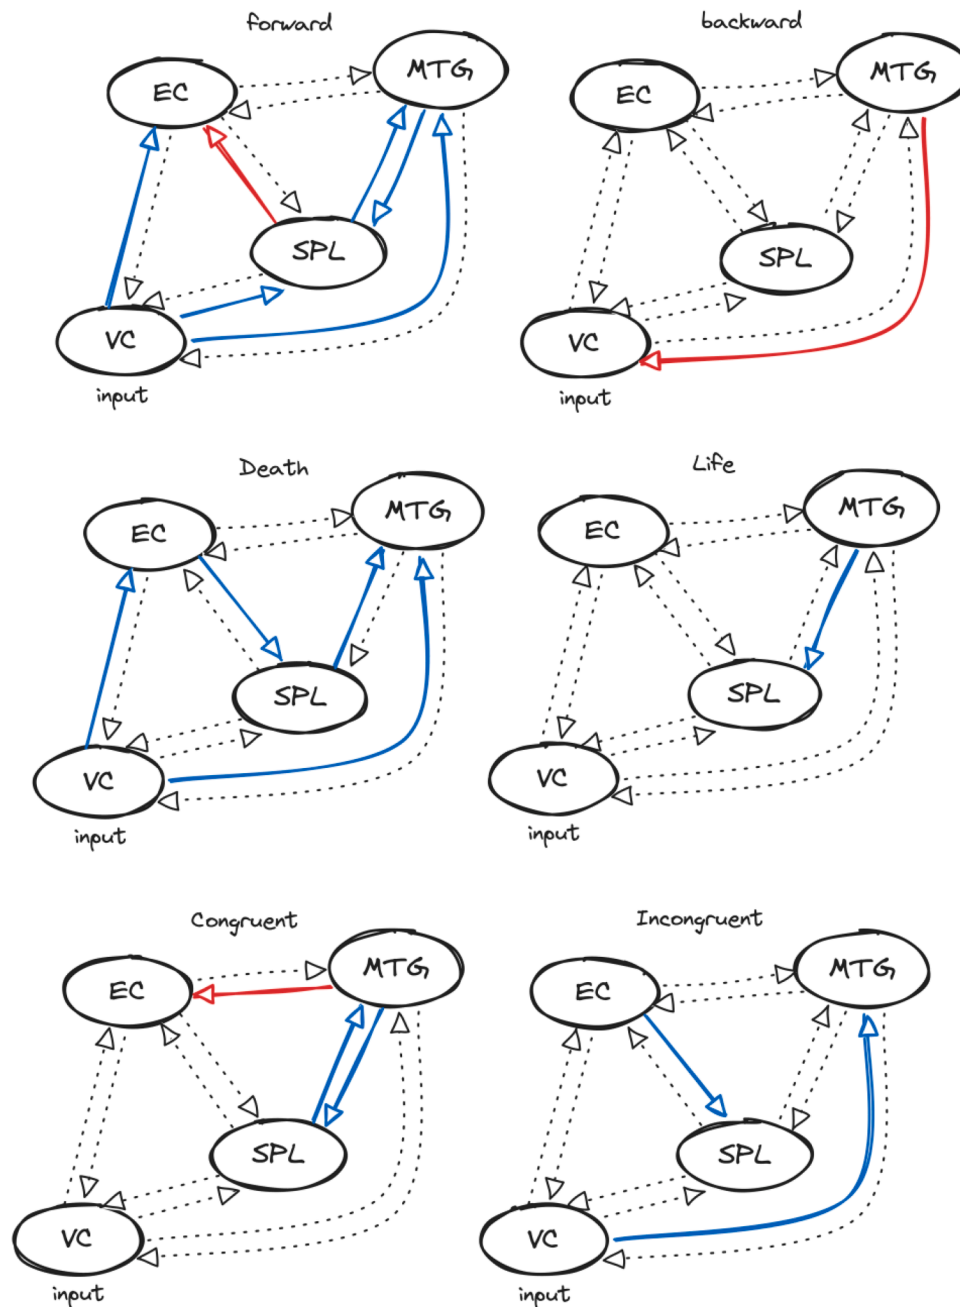 forward
EC
MTG
SPL
VC
input
backward
EC
MTG
SPL
VC
input
Death
EC
MTG
SPL
VC
input
Life
EC
MTG
SPL
VC
input
Congruent
EC
MTG
SPL
VC
input
Incongruent
EC
MTG
SPL
VC
input